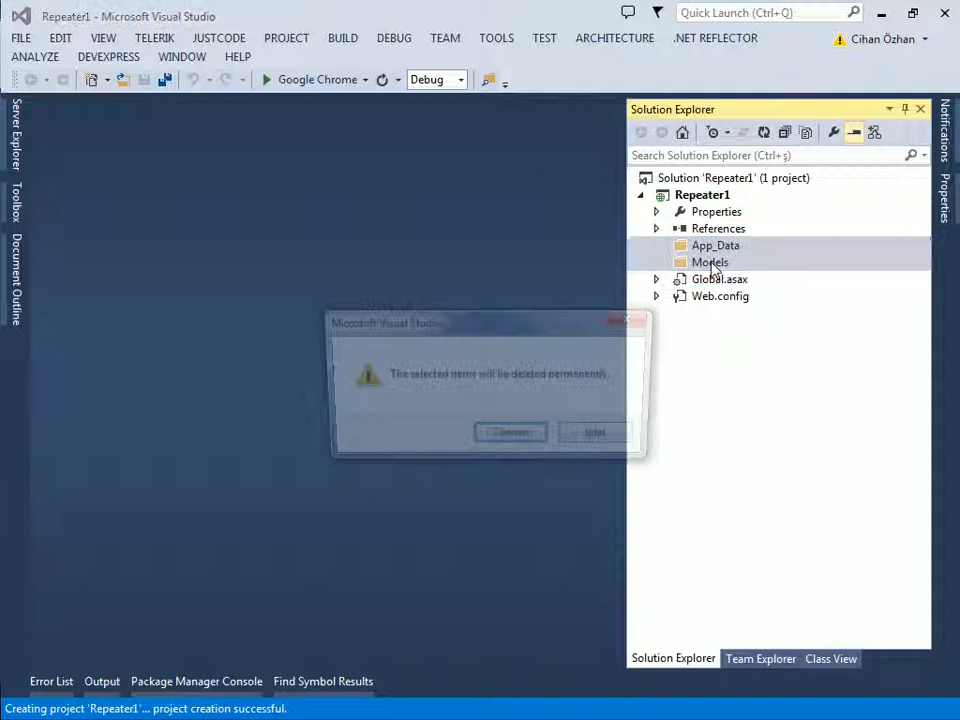 Repeater1 - Microsoft Visual Studio
Quick Launch (Ctrl+Q)
FILE EDIT VIEW TELERIK JUSTCODE PROJECT BUILD DEBUG TEAM TOOLS TEST ARCHITECTURE .NET REFLECTOR
Cihan Özhan
ANALYZE DEVEXPRESS WINDOW HELP
Google Chrome
Debug
Server Explorer
Toolbox
Document Outline
Solution Explorer
Search Solution Explorer (Ctrl+ş)
Solution 'Repeater1' (1 project)
Repeater1
Properties
References
App_Data
Models
Global.asax
Web.config
Microsoft Visual Studio
The selected items will be deleted permanently.
Notifications
Properties
Solution Explorer Team Explorer Class View
Error List Output Package Manager Console Find Symbol Results
Creating project 'Repeater1'... project creation successful.